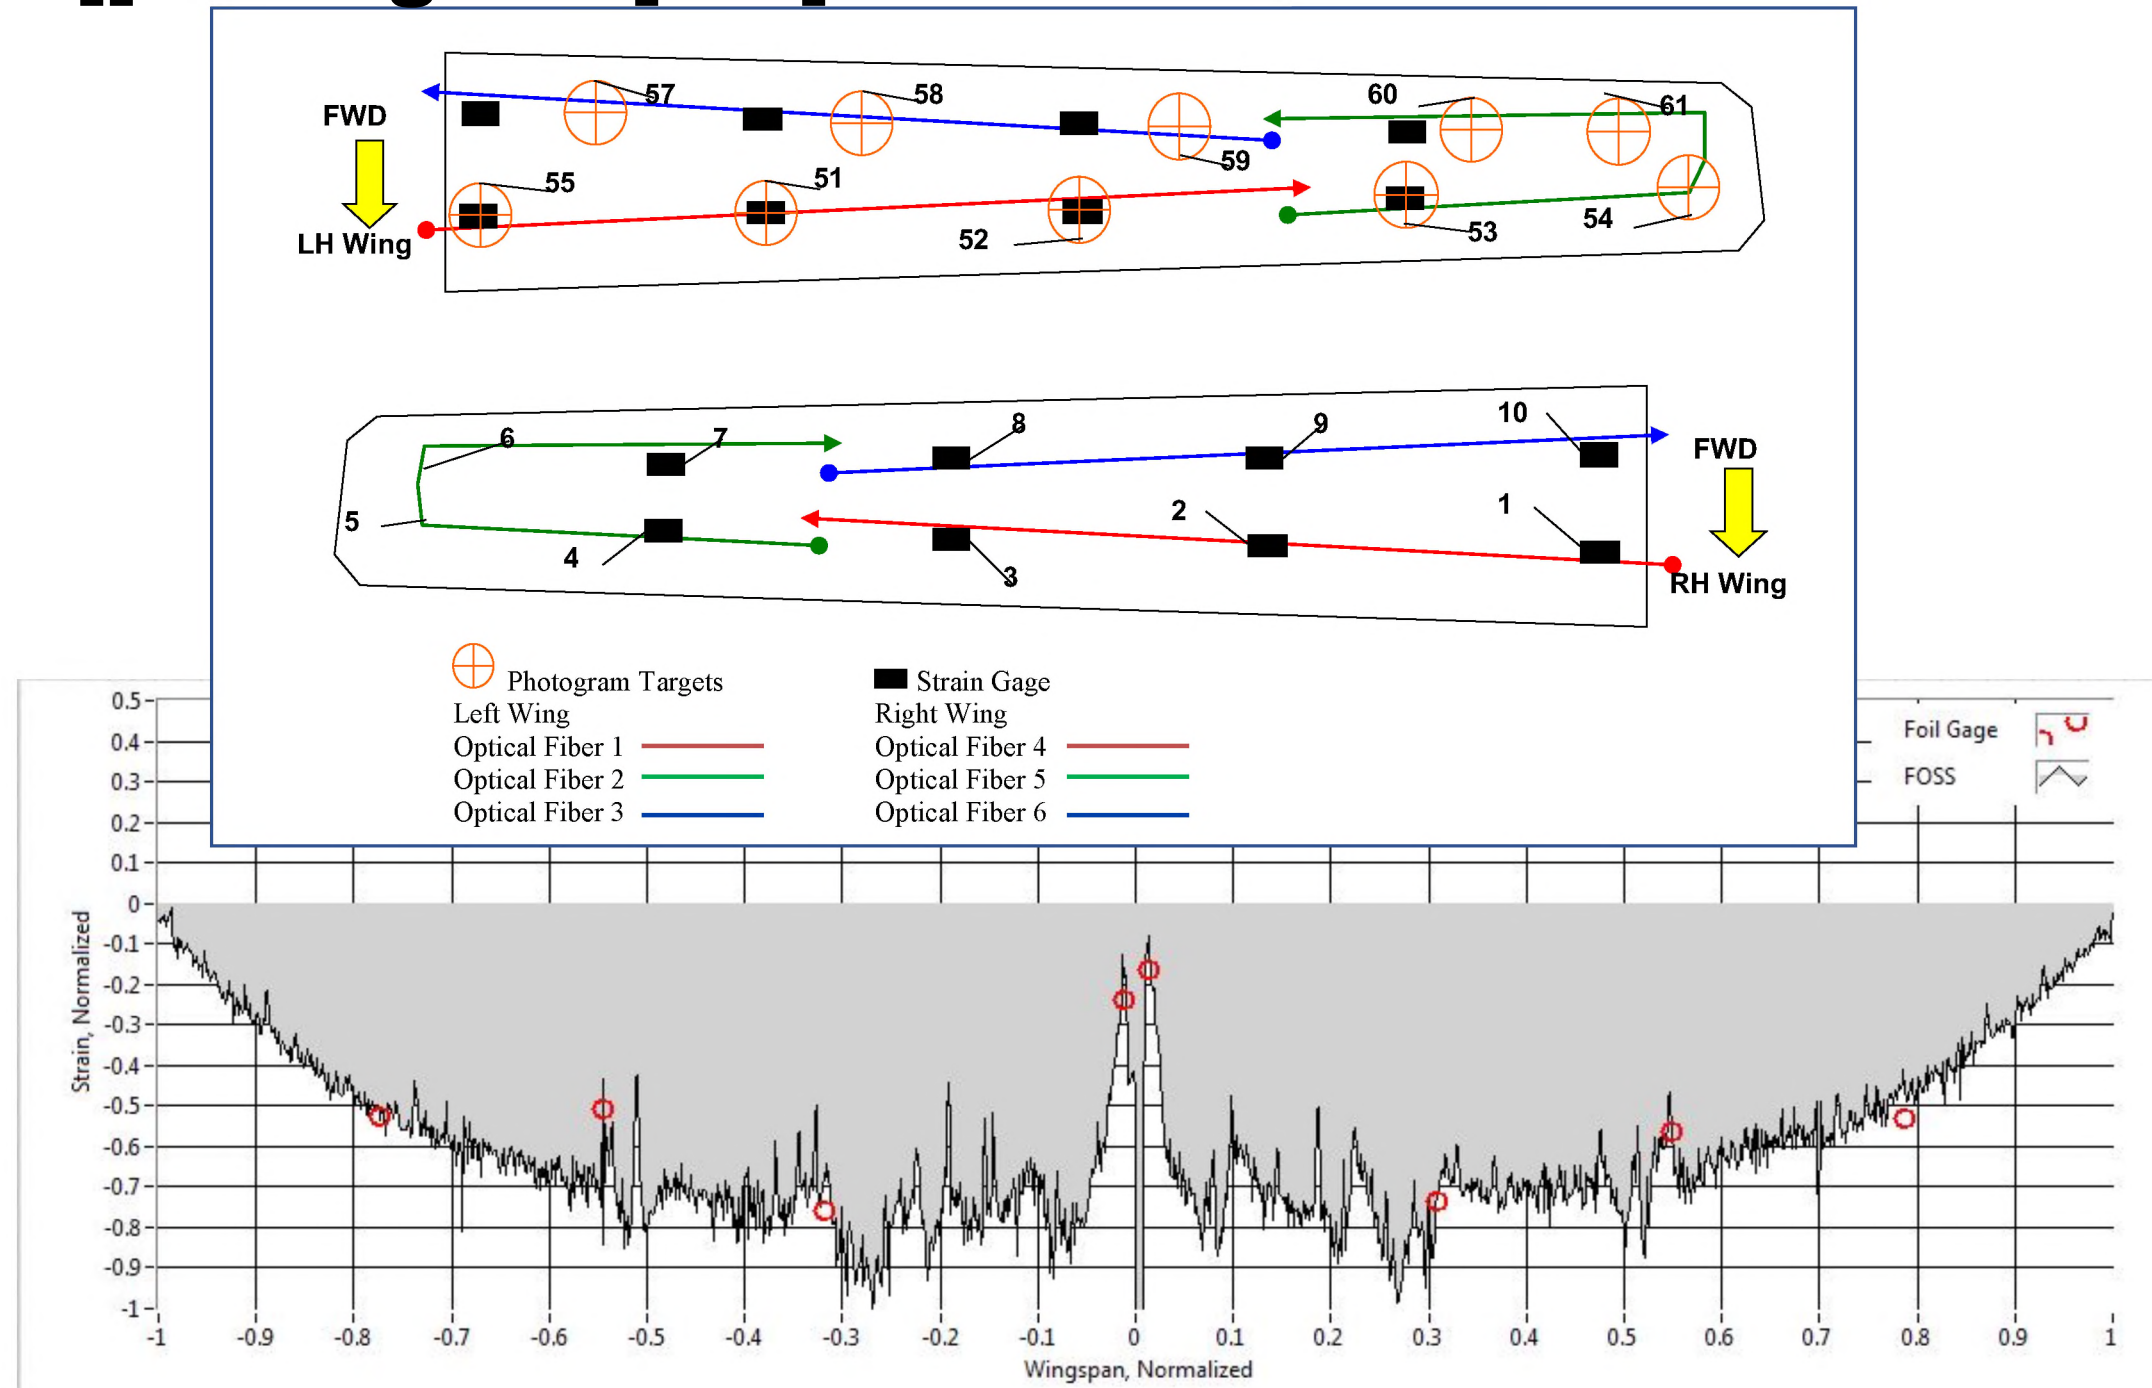 57
58
60
61
FWD
59
55
51
LH Wing
52
53
54
6
7
8
9
10
FWD
5
2
1
4
3
RH Wing
Photogram Targets
Strain Gage
Left Wing
Right Wing
Optical Fiber 1
Optical Fiber 4
Optical Fiber 2
Optical Fiber 5
Optical Fiber 3
Optical Fiber 6
Foil Gage
FOSS
0.5
0.4
0.3
0.2
0.1
0
-0.1
-0.2
-0.3
-0.4
-0.5
-0.6
-0.7
-0.8
-0.9
-1
Strain, Normalized
-1 -0.9 -0.8 -0.7 -0.6 -0.5 -0.4 -0.3 -0.2 -0.1 0 0.1 0.2 0.3 0.4 0.5 0.6 0.7 0.8 0.9 1
Wingspan, Normalized